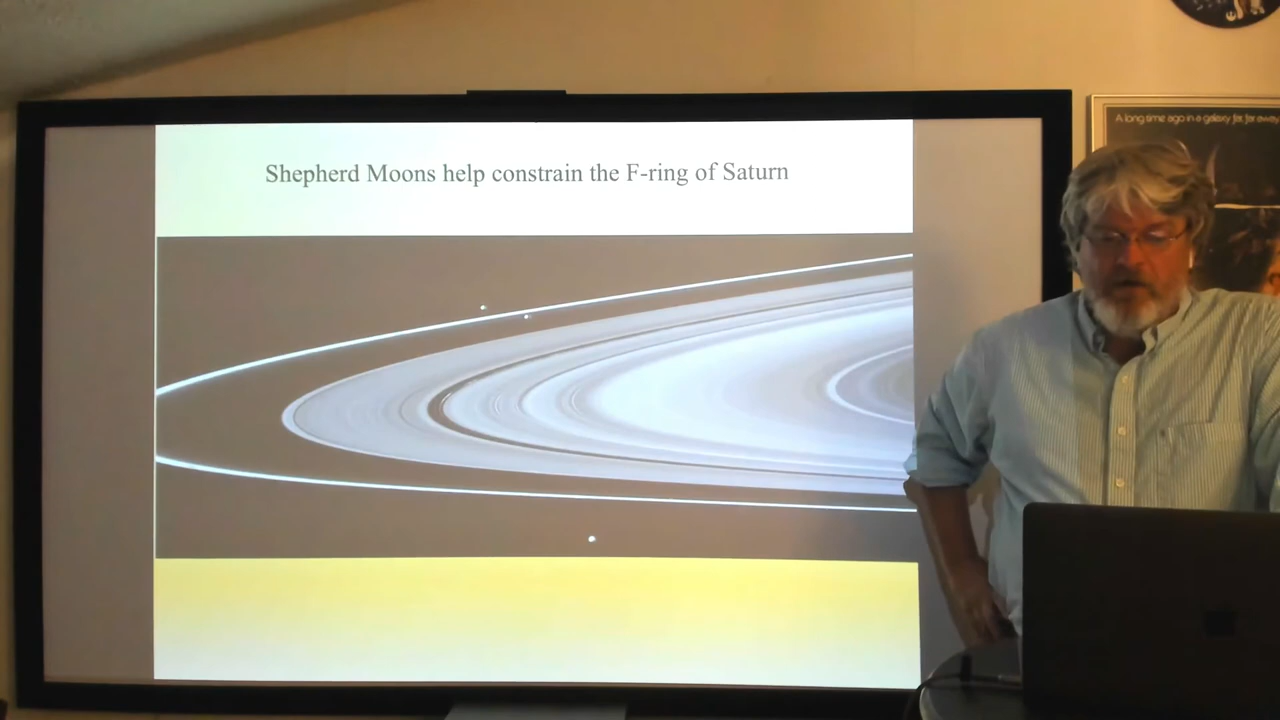 Shepherd Moons help constrain the F-ring of Saturn
A long time ago in a galaxy far, far away